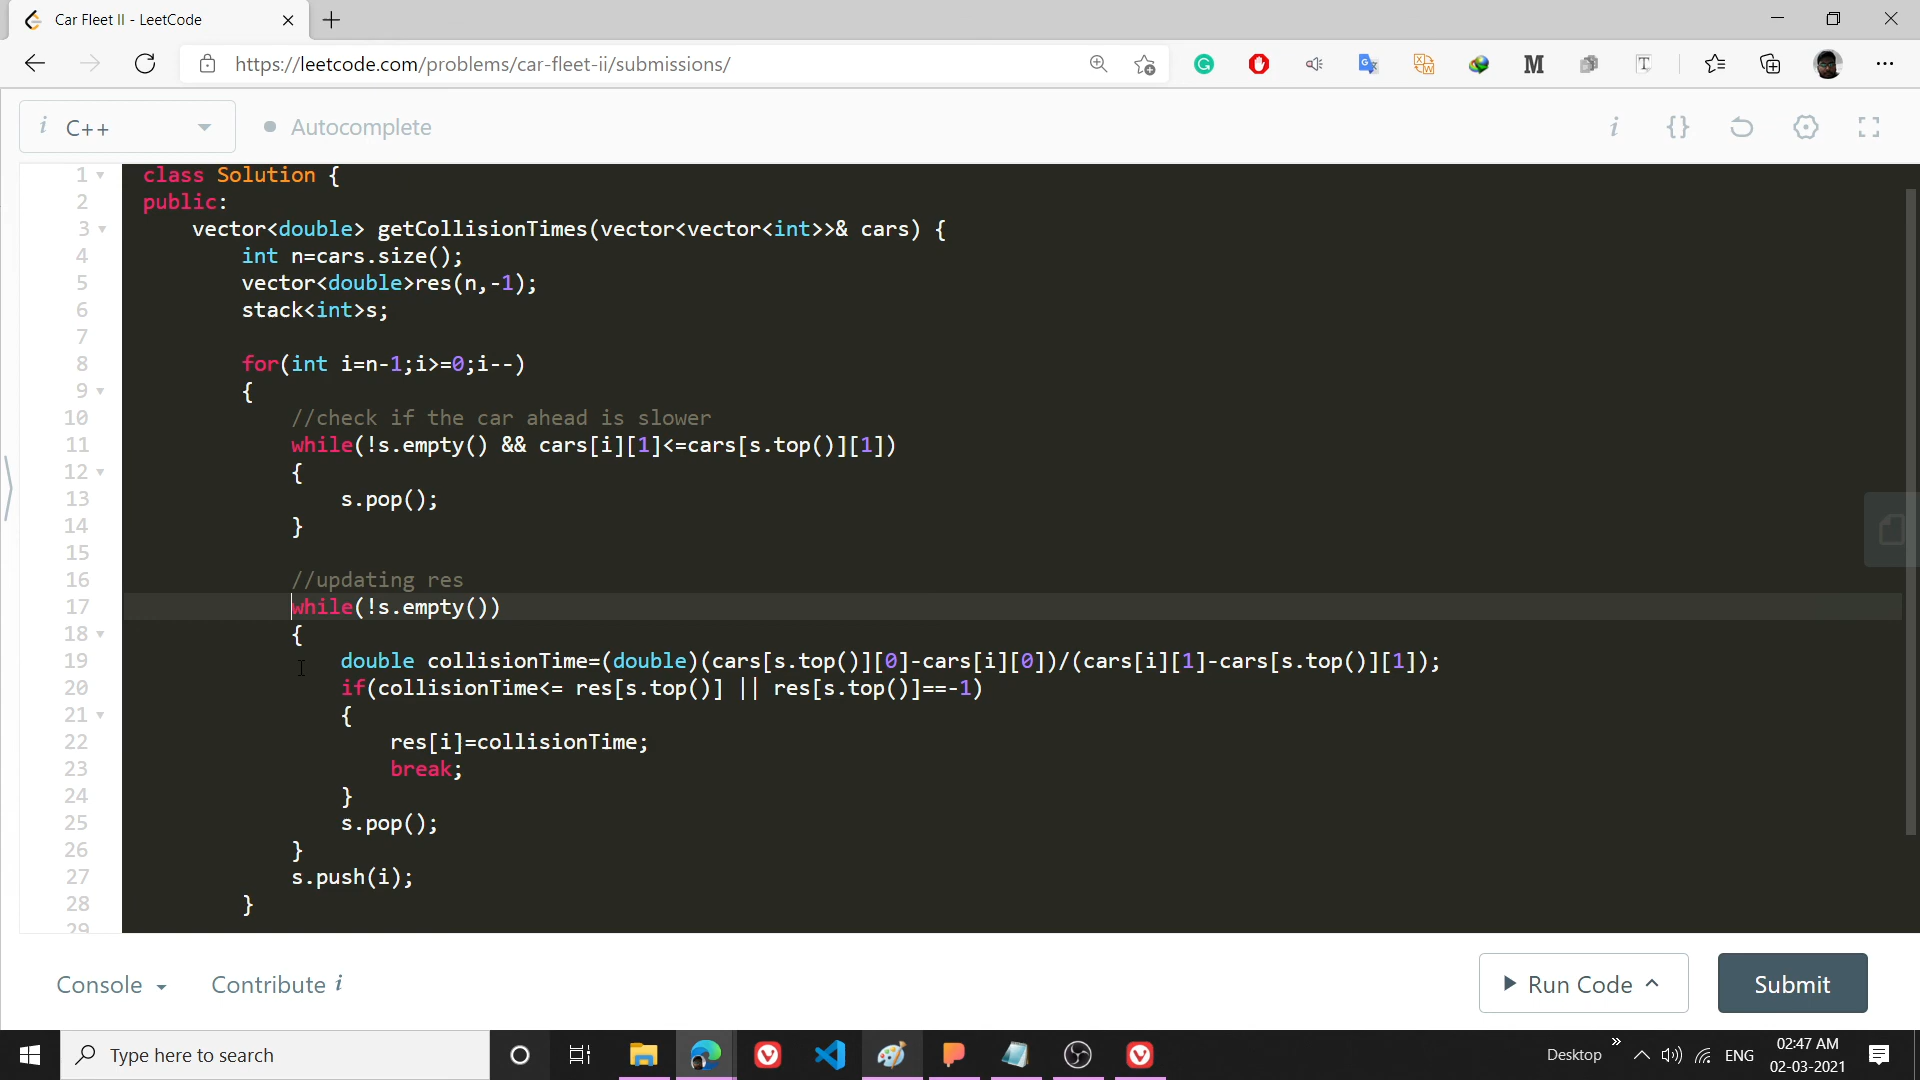 Car Fleet II - LeetCode
https://leetcode.com/problems/car-fleet-ii/submissions/
i C++
Autocomplete
i {}
1 class Solution {
2 public:
3     vector<double> getCollisionTimes(vector<vector<int>>& cars) {
4         int n=cars.size();
5         vector<double>res(n,-1);
6         stack<int>s;
7
8         for(int i=n-1;i>=0;i--)
9         {
10             //check if the car ahead is slower
11             while(!s.empty() && cars[i][1]<=cars[s.top()][1])
12             {
13                 s.pop();
14             }
15
16             //updating res
17             while(!s.empty())
18             {
19                 double collisionTime=(double)(cars[s.top()][0]-cars[i][0])/(cars[i][1]-cars[s.top()][1]);
20                 if(collisionTime<= res[s.top()] || res[s.top()]==-1)
21                 {
22                     res[i]=collisionTime;
23                     break;
24                 }
25                 s.pop();
26             }
27             s.push(i);
28         }
29
Console Contribute i Run Code Submit
Type here to search
Desktop » ENG 02:47 AM
02-03-2021